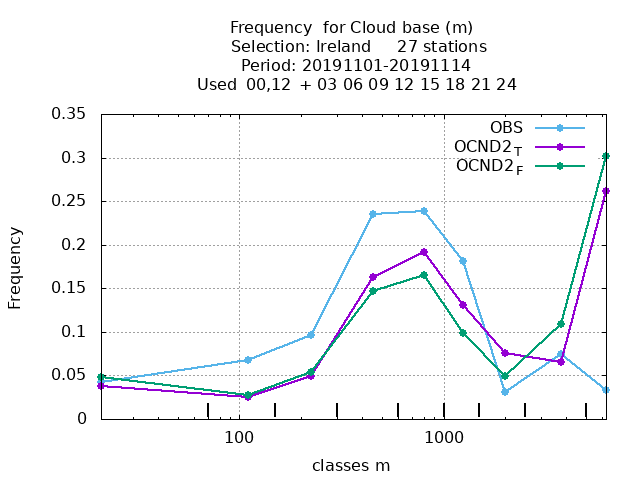 Frequency  for Cloud base (m)
Selection: Ireland     27 stations
Period: 20191101-20191114
Used  00,12  + 03 06 09 12 15 18 21 24
OBS
OCND2T
OCND2F
0.35
0.3
0.25
0.2
0.15
0.1
0.05
0
Frequency
100 1000
classes m